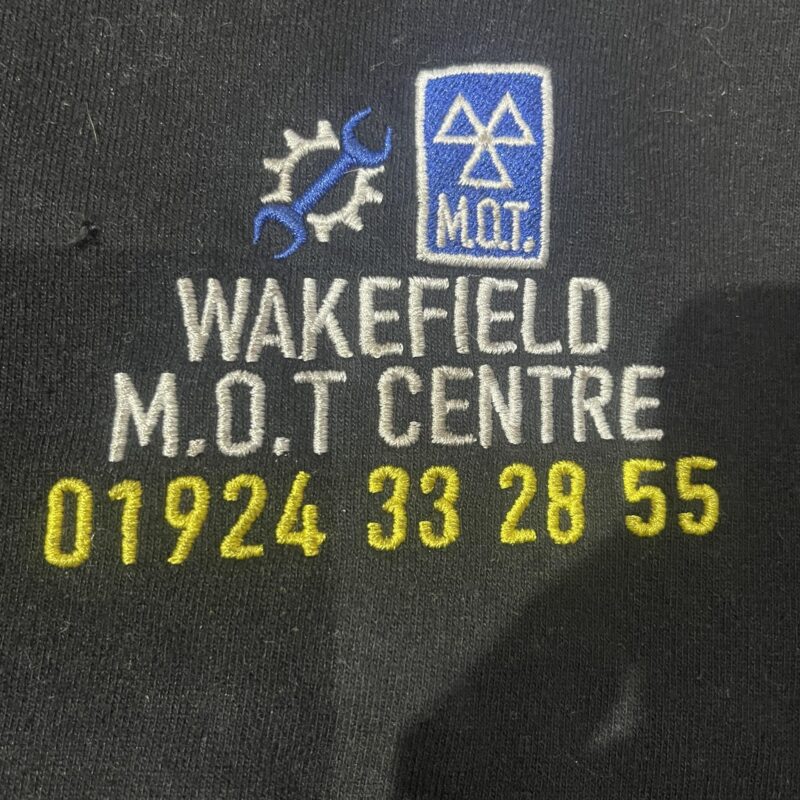 M.O.T.
WAKEFIELD
M.O.T CENTRE
01924 33 28 55